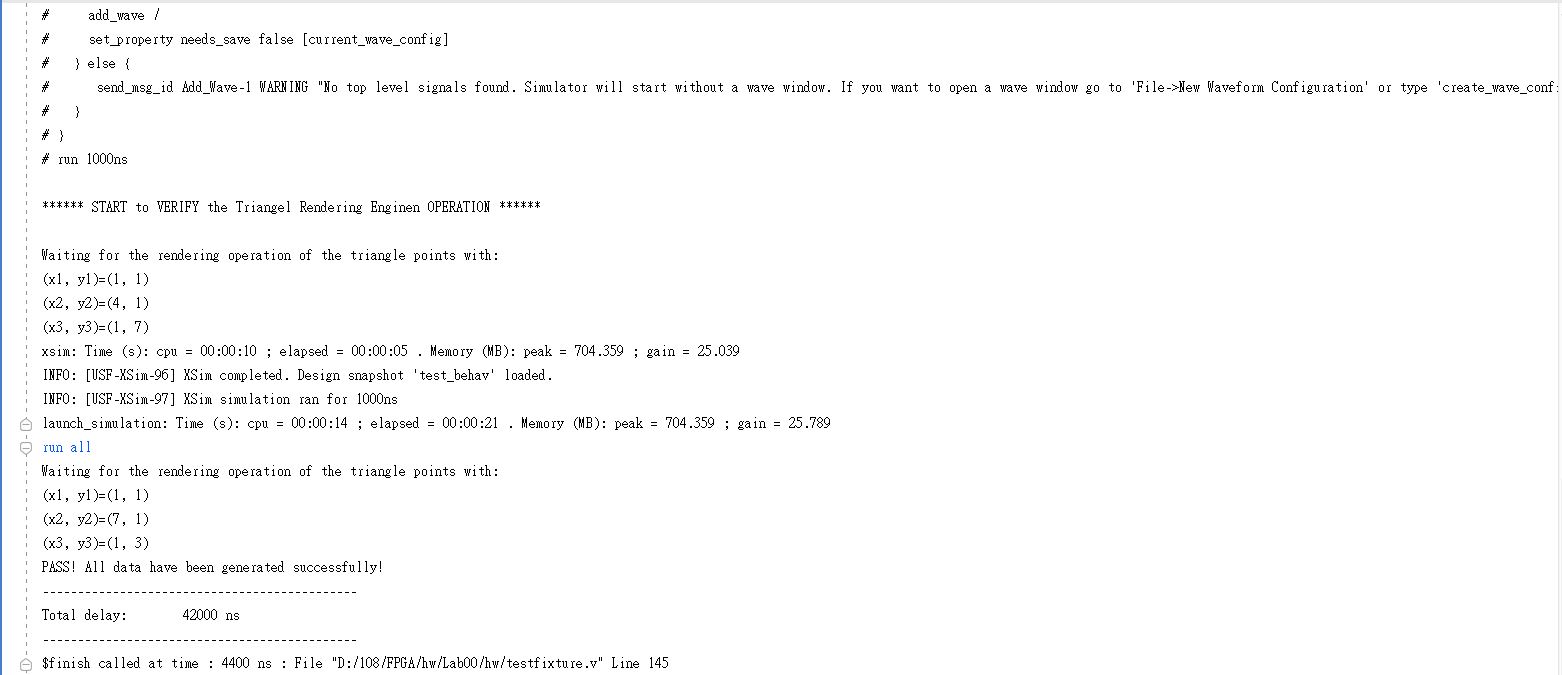 #     add_wave /
#     set_property needs_save false [current_wave_config]
#   } else {
#      send_msg_id Add_Wave-1 WARNING "No top level signals found. Simulator will start without a wave window. If you want to open a wave window go to 'File->New Waveform Configuration' or type 'create_wave_conf
#   }
# }
# run 1000ns
****** START to VERIFY the Triangel Rendering Enginen OPERATION ******
Waiting for the rendering operation of the triangle points with:
(x1, y1)=(1, 1)
(x2, y2)=(4, 1)
(x3, y3)=(1, 7)
xsim: Time (s): cpu = 00:00:10 ; elapsed = 00:00:05 . Memory (MB): peak = 704.359 ; gain = 25.039
INFO: [USF-XSim-96] XSim completed. Design snapshot 'test_behav' loaded.
INFO: [USF-XSim-97] XSim simulation ran for 1000ns
launch_simulation: Time (s): cpu = 00:00:14 ; elapsed = 00:00:21 . Memory (MB): peak = 704.359 ; gain = 25.789
run all
Waiting for the rendering operation of the triangle points with:
(x1, y1)=(1, 1)
(x2, y2)=(7, 1)
(x3, y3)=(1, 3)
PASS! All data have been generated successfully!
--------------------------------------------
Total delay:       42000 ns
--------------------------------------------
$finish called at time : 4400 ns : File "D:/108/FPGA/hw/Lab00/hw/testfixture.v" Line 145